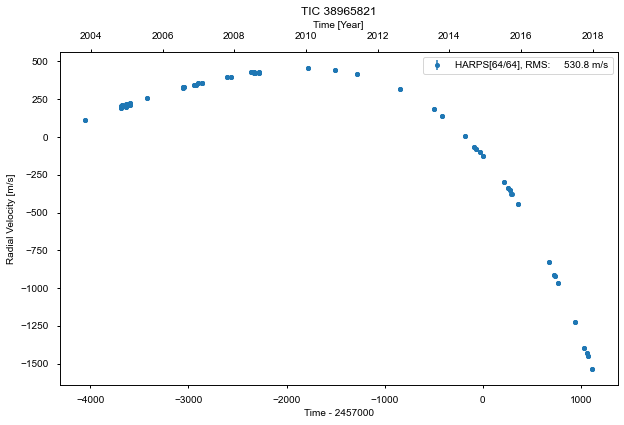 TIC 38965821
Time [Year]
2004 2006 2008 2010 2012 2014 2016 2018
HARPS[64/64], RMS: 530.8 m/s
500
250
0
−250
−500
−750
−1000
−1250
−1500
Radial Velocity [m/s]
−4000 −3000 −2000 −1000 0 1000
Time - 2457000